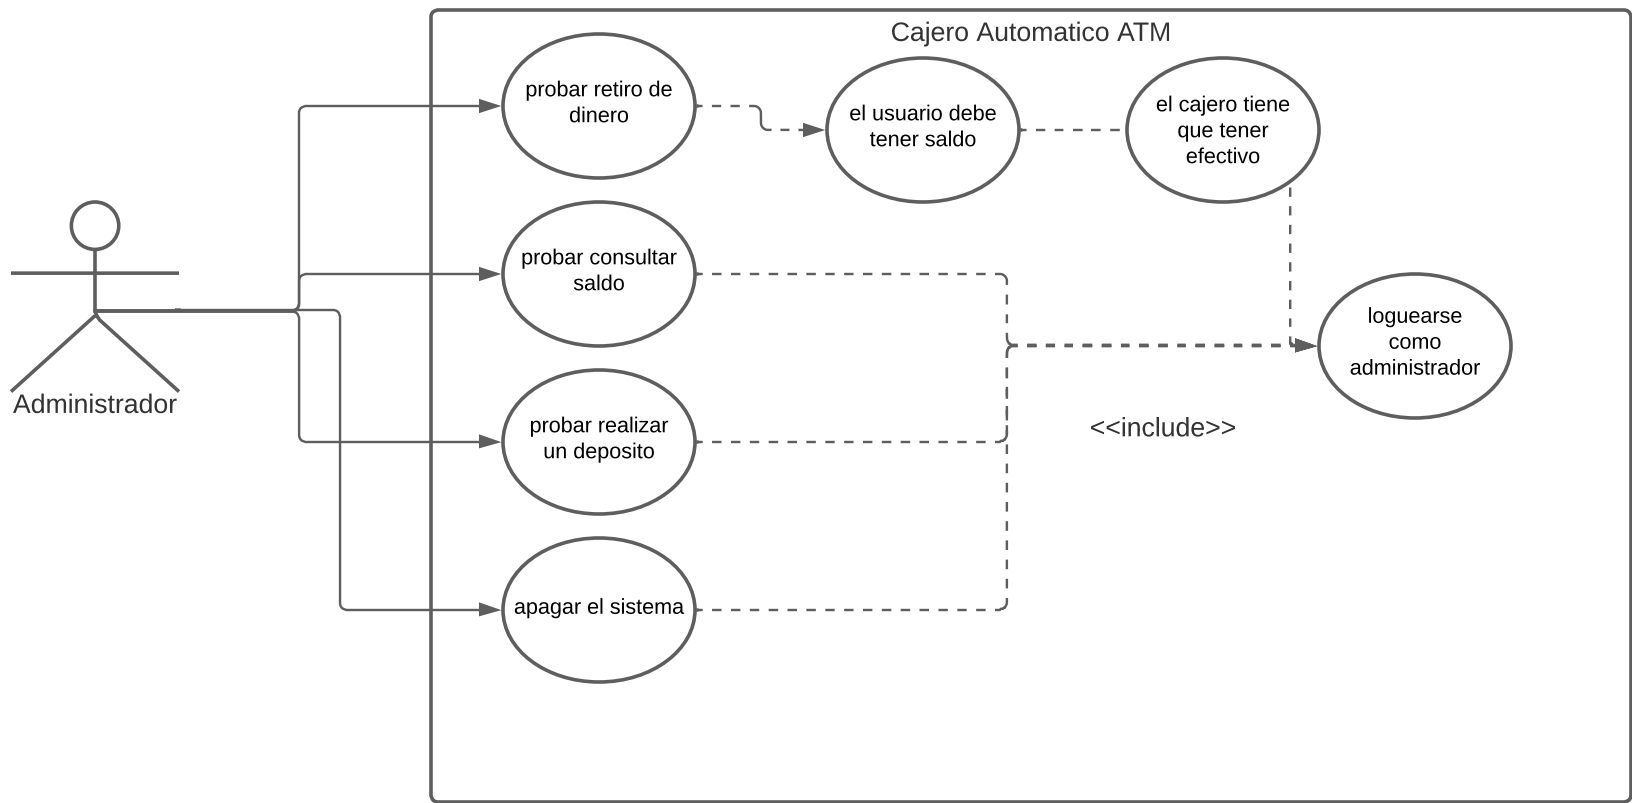 Cajero Automatico ATM
probar retiro de
dinero
el usuario debe
tener saldo
el cajero tiene
que tener
efectivo
probar consultar
saldo
loguearse
como
administrador
Administrador
probar realizar
un deposito
<<include>>
apagar el sistema